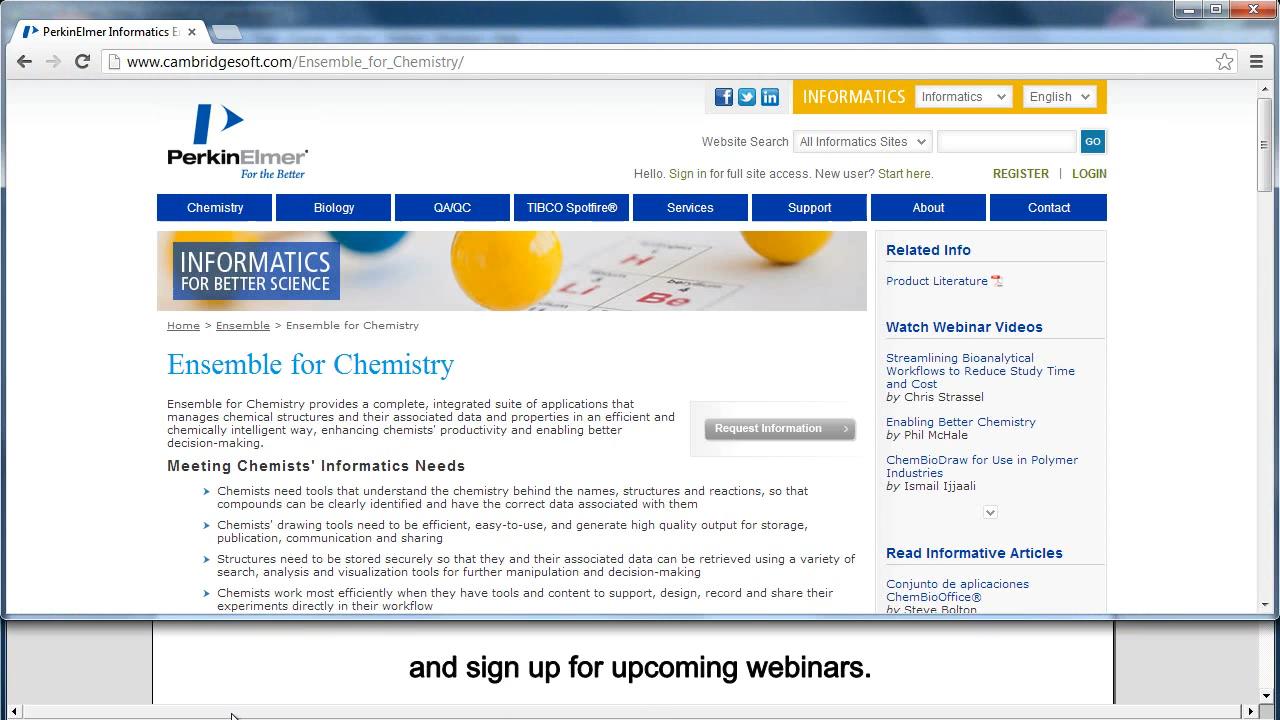 PerkinElmer Informatics E
www.cambridgesoft.com/Ensemble_for_Chemistry/
INFORMATICS
Informatics
English
PerkinElmer
For the Better
Website Search
All Informatics Sites
GO
Hello. Sign in for full site access. New user? Start here.
REGISTER | LOGIN
Chemistry
Biology
QA/QC
TIBCO Spotfire®
Services
Support
About
Contact
INFORMATICS
FOR BETTER SCIENCE
H
Li
Be
Home > Ensemble > Ensemble for Chemistry
Ensemble for Chemistry
Ensemble for Chemistry provides a complete, integrated suite of applications that
manages chemical structures and their associated data and properties in an efficient and
chemically intelligent way, enhancing chemists' productivity and enabling better
decision-making.
Request Information
Meeting Chemists' Informatics Needs
Chemists need tools that understand the chemistry behind the names, structures and reactions, so that
compounds can be clearly identified and have the correct data associated with them
Chemists' drawing tools need to be efficient, easy-to-use, and generate high quality output for storage,
publication, communication and sharing
Structures need to be stored securely so that they and their associated data can be retrieved using a variety of
search, analysis and visualization tools for further manipulation and decision-making
Chemists work most efficiently when they have tools and content to support, design, record and share their
experiments directly in their workflow
Related Info
Product Literature
Watch Webinar Videos
Streamlining Bioanalytical
Workflows to Reduce Study Time
and Cost
by Chris Strassel
Enabling Better Chemistry
by Phil McHale
ChemBioDraw for Use in Polymer
Industries
by Ismail Ijjaali
Read Informative Articles
Conjunto de aplicaciones
ChemBioOffice®
by Steve Bolton
and sign up for upcoming webinars.